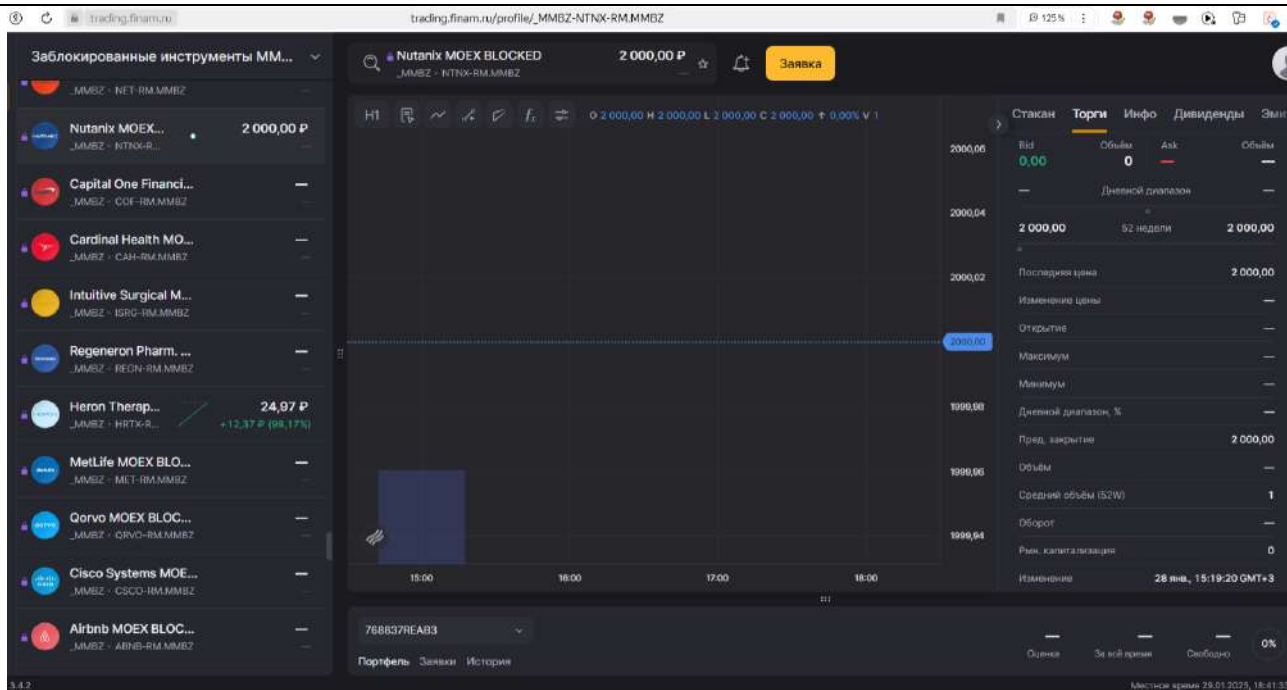 trading.finam.ru
trading.finam.ru/profile/_MMBZ-NTNX-RM.MMBZ
125 %
Заблокированные инструменты ММ...
_MMBZ - NET-RM.MMBZ
Nutanix MOEX...
2 000,00 ₽
_MMBZ - NTNX-R...
Capital One Financi...
_MMBZ - COF-RM.MMBZ
Cardinal Health MO...
_MMBZ - CAH-RM.MMBZ
Intuitive Surgical M...
_MMBZ - ISRG-RM.MMBZ
Regeneron Pharm. ...
_MMBZ - REGN-RM.MMBZ
Heron Therap...
24,97 ₽
_MMBZ - HRTX-R...
+12,37 ₽ (98,17%)
MetLife MOEX BLO...
_MMBZ - MET-RM.MMBZ
Qorvo MOEX BLOC...
_MMBZ - QRVO-RM.MMBZ
Cisco Systems MOE...
_MMBZ - CSCO-RM.MMBZ
Airbnb MOEX BLOC...
_MMBZ - ABNB-RM.MMBZ
3.4.2
Nutanix MOEX BLOCKED
2 000,00 ₽
_MMBZ - NTNX-RM.MMBZ
Заявка
H1
O 2 000,00 H 2 000,00 L 2 000,00 C 2 000,00 ↑ 0,00% V 1
2000,06
2000,04
2000,02
2000,00
1999,98
1999,96
1999,94
15:00 16:00 17:00 18:00
Стакан Торги Инфо Дивиденды Эми
Bid Объём Ask Объём
0,00 0 — —
— Дневной диапазон —
2 000,00 52 недели 2 000,00
Последняя цена 2 000,00
Изменение цены —
Открытие —
Максимум —
Минимум —
Дневной диапазон, % —
Пред. закрытие 2 000,00
Объём —
Средний объём (52W) 1
Оборот —
Рын. капитализация 0
Изменение 28 янв., 15:19:20 GMT+3
768837REAB3
Портфель Заявки История
Оценка За всё время Свободно 0%
Местное время 29.01.2025, 18:41:3